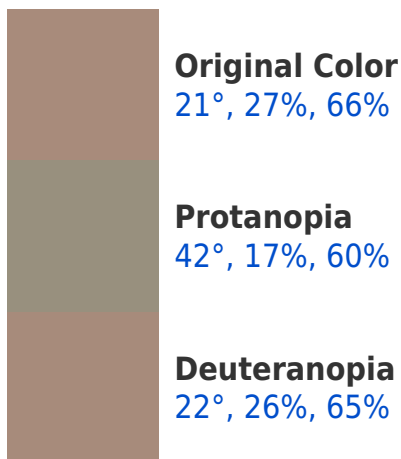 Original Color
21°, 27%, 66%
Protanopia
42°, 17%, 60%
Deuteranopia
22°, 26%, 65%